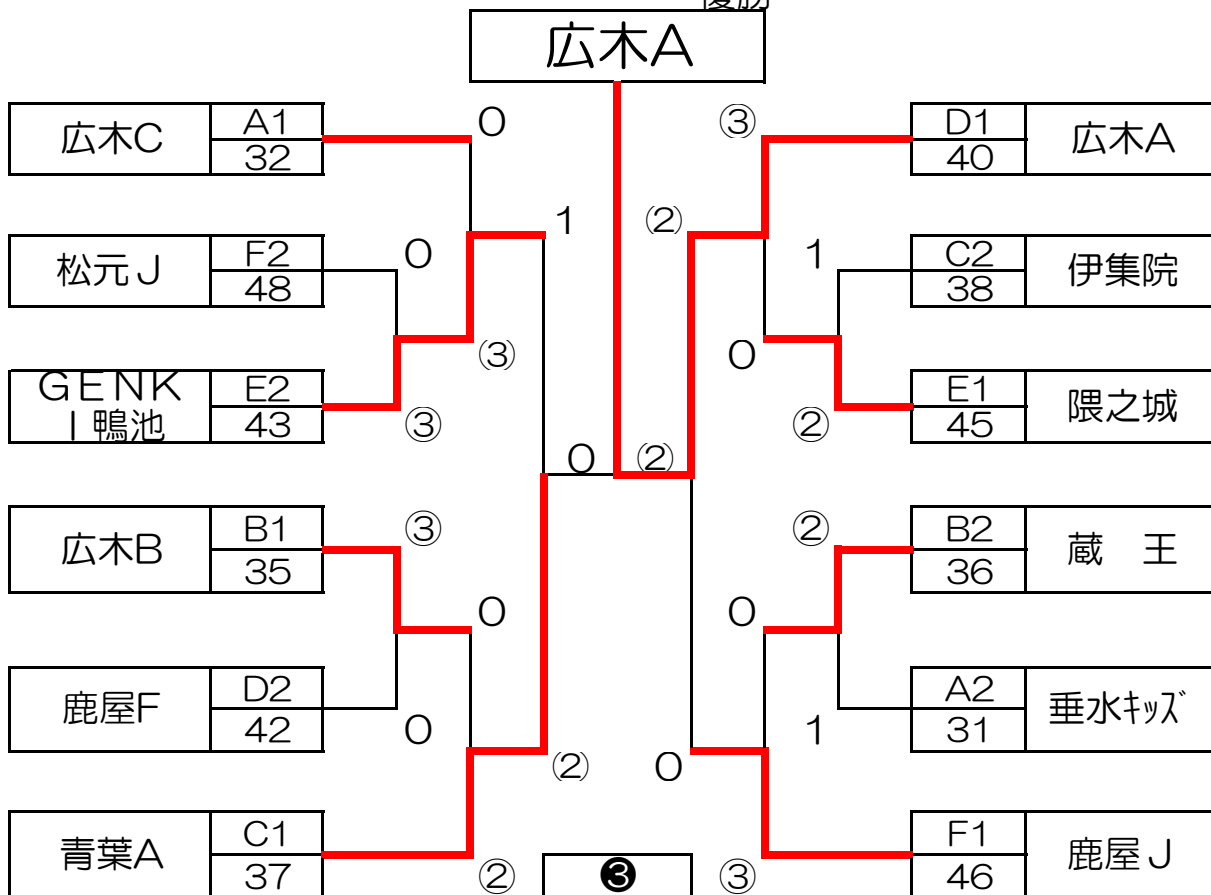 優勝
広木A
広木C A1 0 ③ D1 広木A
32 40
松元J F2 0 1 (2) 1 C2 伊集院
48 38
GENK E2 (3) 0 E1 隈之城
I鴨池 43 ③ ② 45
0 (2)
広木B B1 ③ ② B2 蔵 王
35 36
0 0
鹿屋F D2 0 1 A2 垂水ｷｯｽﾞ
42 31
(2) 0
青葉A C1 ② ❸ ③ F1 鹿屋J
37 46